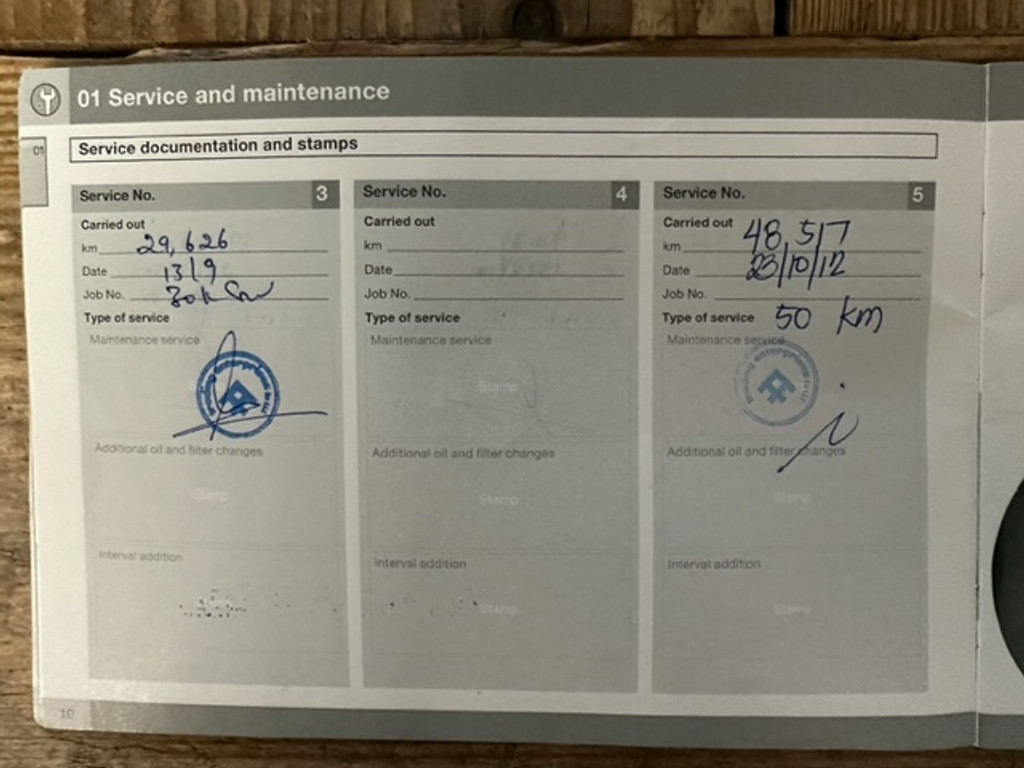 01 Service and maintenance
01
Service documentation and stamps
Service No. 3
Carried out
km 29,626
Date 13/9
Job No. 30k
Type of service
Maintenance service
Additional oil and filter changes
Stamp
Interval addition
Service No. 4
Carried out
km
Date
Job No.
Type of service
Maintenance service
Stamp
Additional oil and filter changes
Stamp
Interval addition
Stamp
Service No. 5
Carried out
km 48,517
Date 23/10/12
Job No.
Type of service 50 km
Maintenance service
Additional oil and filter changes
Stamp
Interval addition
Stamp
10